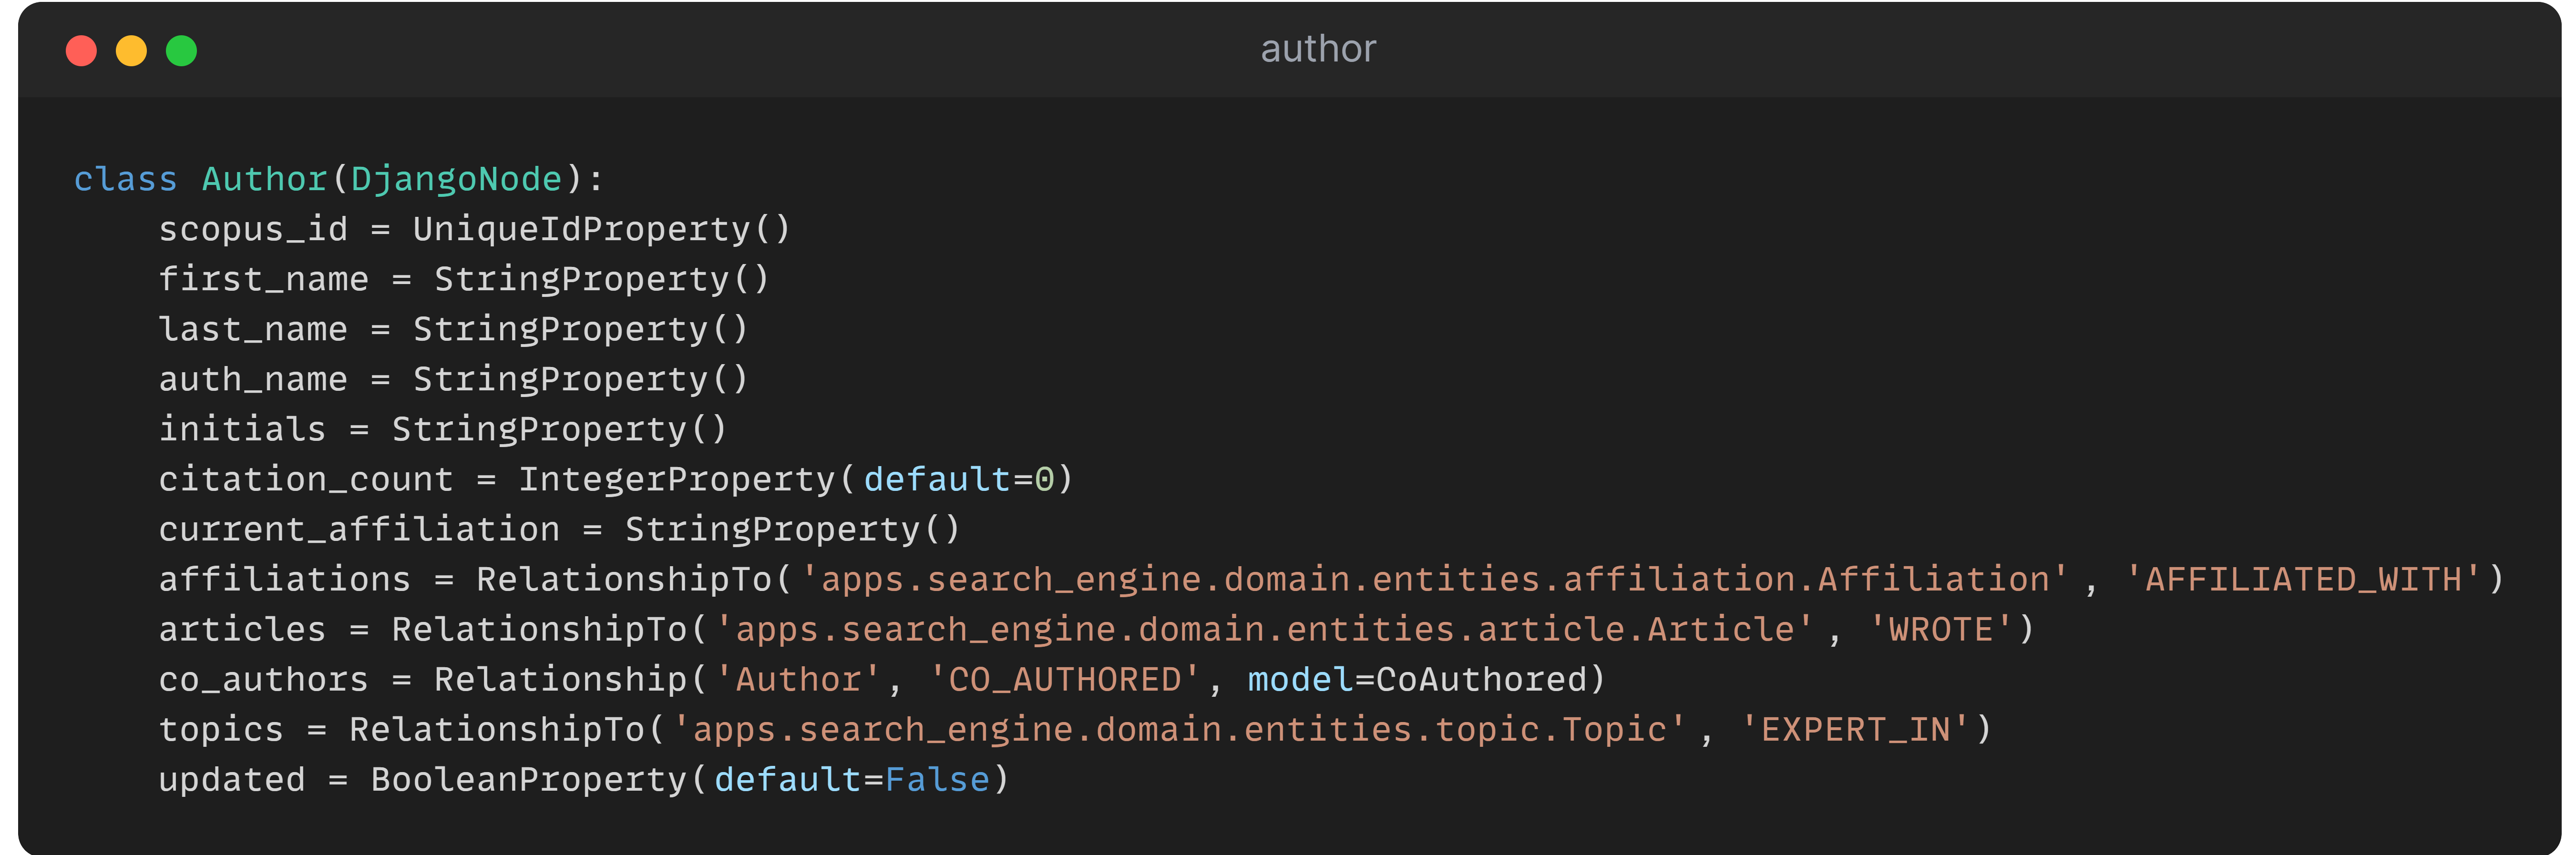 author
class Author(DjangoNode):
    scopus_id = UniqueIdProperty()
    first_name = StringProperty()
    last_name = StringProperty()
    auth_name = StringProperty()
    initials = StringProperty()
    citation_count = IntegerProperty(default=0)
    current_affiliation = StringProperty()
    affiliations = RelationshipTo('apps.search_engine.domain.entities.affiliation.Affiliation', 'AFFILIATED_WITH')
    articles = RelationshipTo('apps.search_engine.domain.entities.article.Article', 'WROTE')
    co_authors = Relationship('Author', 'CO_AUTHORED', model=CoAuthored)
    topics = RelationshipTo('apps.search_engine.domain.entities.topic.Topic', 'EXPERT_IN')
    updated = BooleanProperty(default=False)